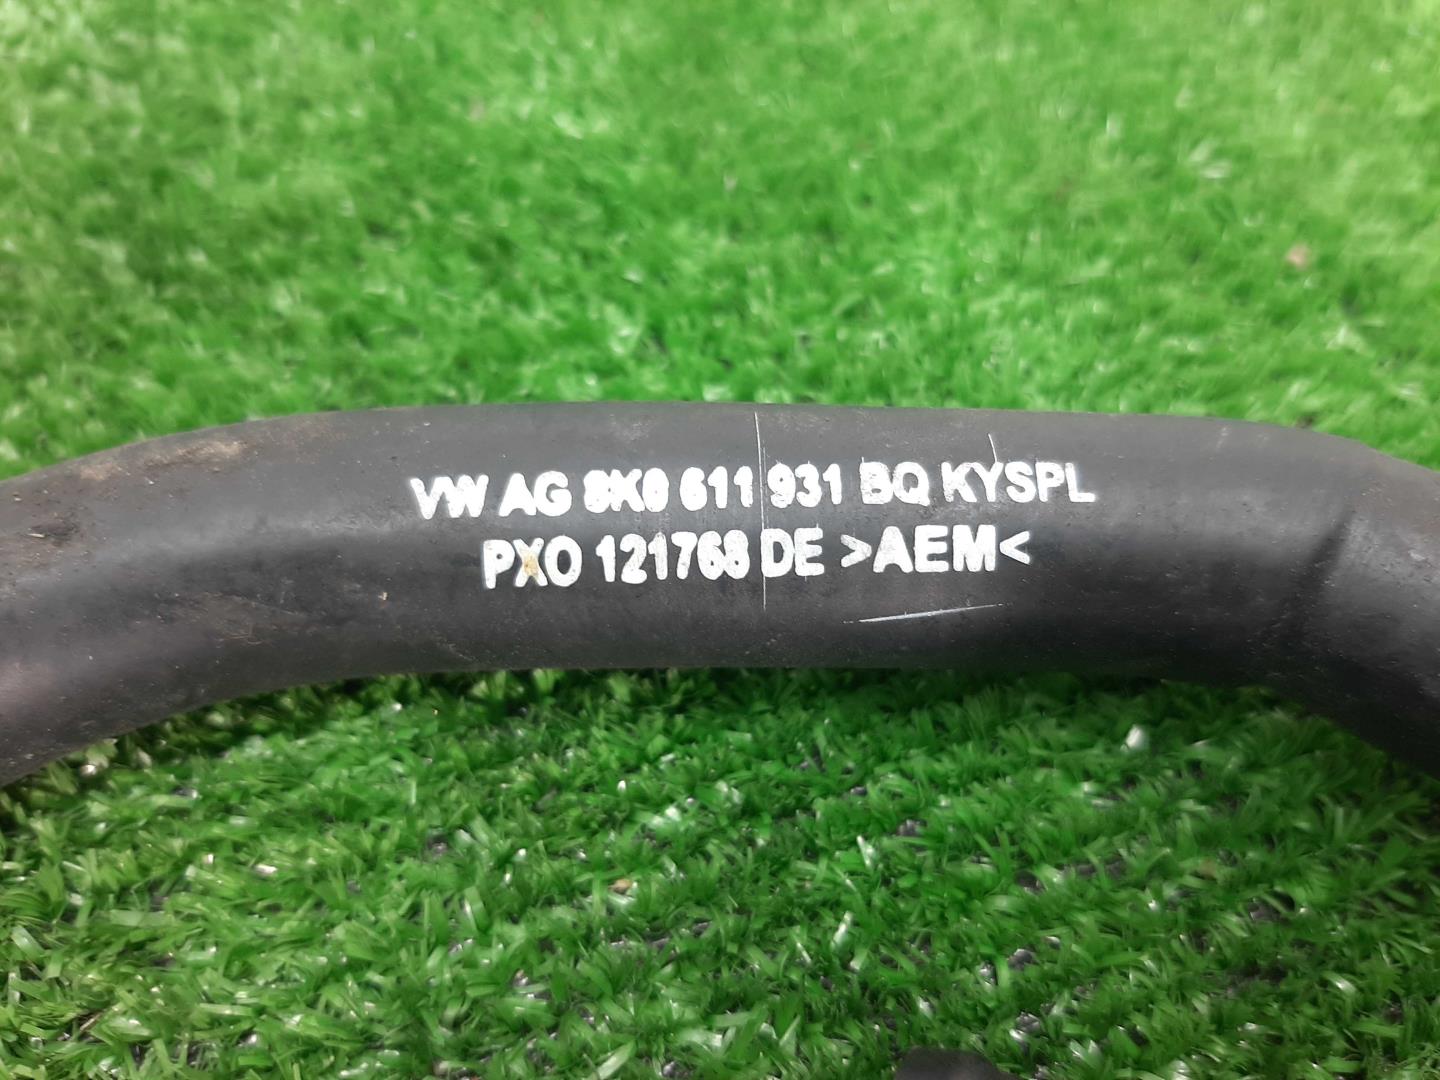 VW AG 8K0 611 931 BQ KYSPL
PXO 121768 DE >AEM<